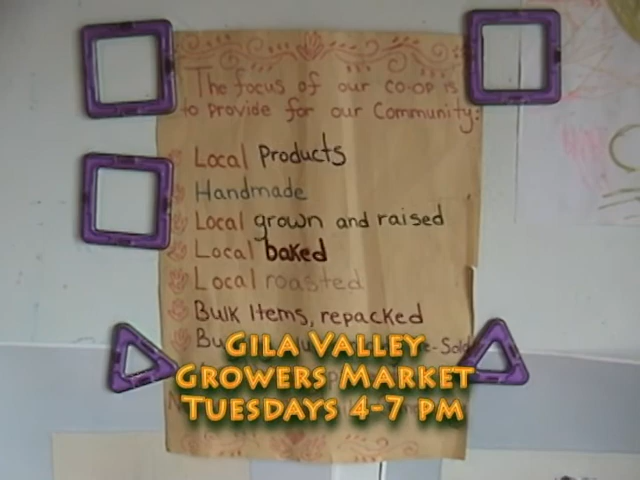 The focus of our co-op is
to provide for our Community:
Local Products
Handmade
Local grown and raised
Local baked
Local roasted
Bulk Items, repacked
GILA VALLEY
GROWERS MARKET
TUESDAYS 4-7 PM